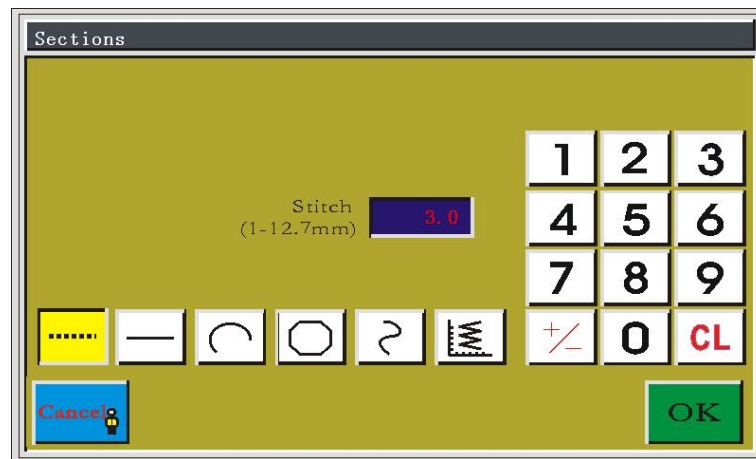 Sections
1 2 3
Stitch
(1-12.7mm)
3.0
4 5 6
7 8 9
+/- 0 CL
Cancel
OK